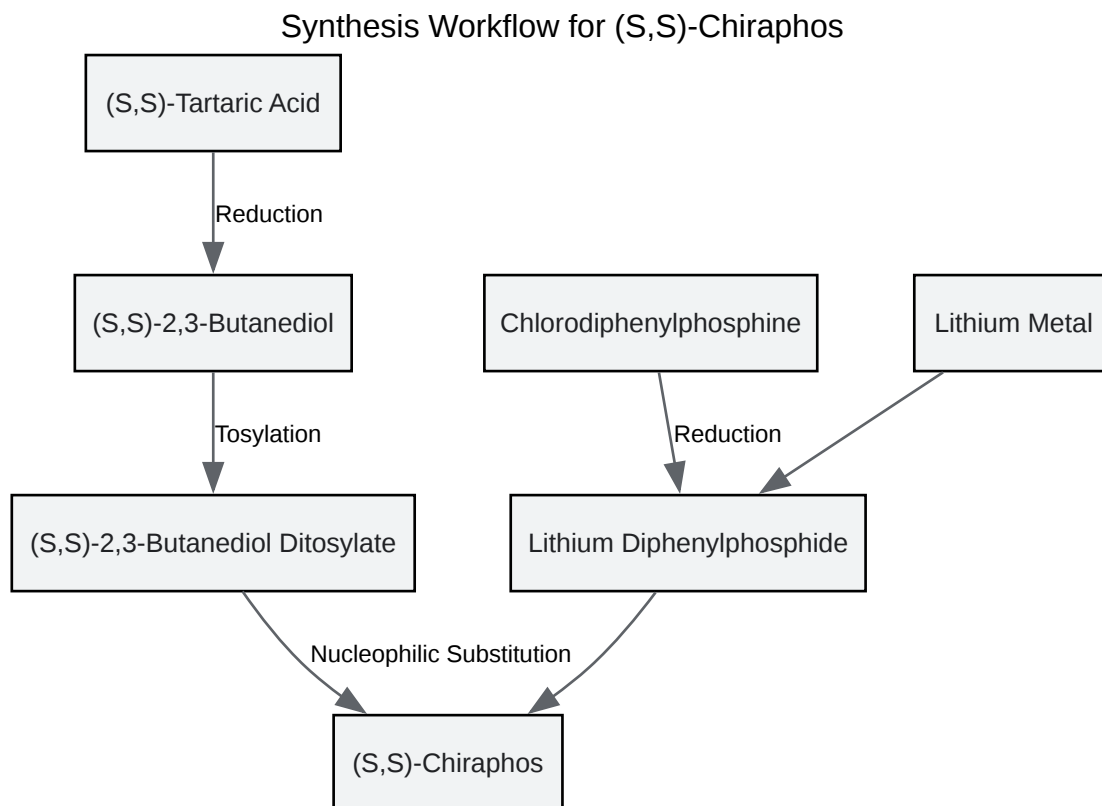 Synthesis Workflow for (S,S)-Chiraphos
(S,S)-Tartaric Acid
Reduction
(S,S)-2,3-Butanediol
Chlorodiphenylphosphine
Lithium Metal
Tosylation
Reduction
(S,S)-2,3-Butanediol Ditosylate
Lithium Diphenylphosphide
Nucleophilic Substitution
(S,S)-Chiraphos